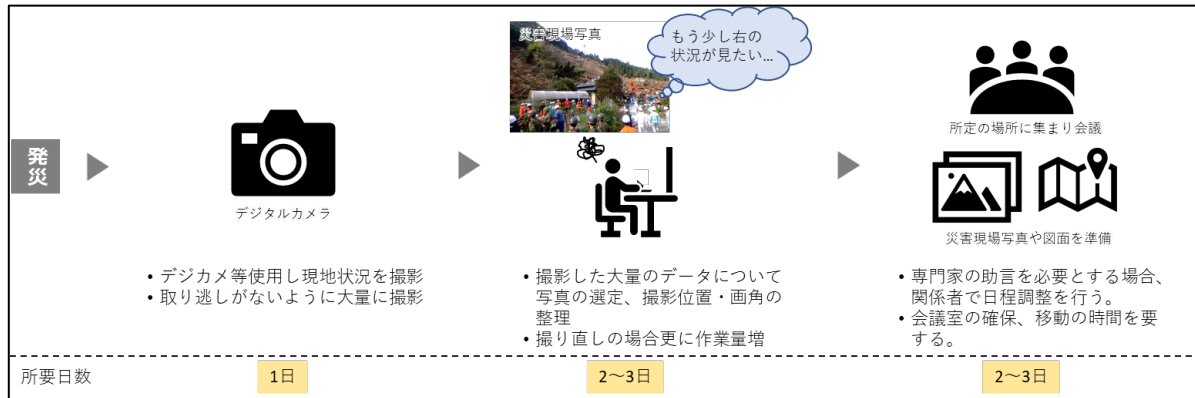 災害現場写真
もう少し右の
状況が見たい…
発
災
デジタルカメラ
所定の場所に集まり会議
災害現場写真や図面を準備
• デジカメ等使用し現地状況を撮影
• 取り逃しがないように大量に撮影
• 撮影した大量のデータについて
写真の選定、撮影位置・画角の
整理
• 撮り直しの場合更に作業量増
• 専門家の助言を必要とする場合、
関係者で日程調整を行う。
• 会議室の確保、移動の時間を要
する。
所要日数
1日
2～3日
2～3日